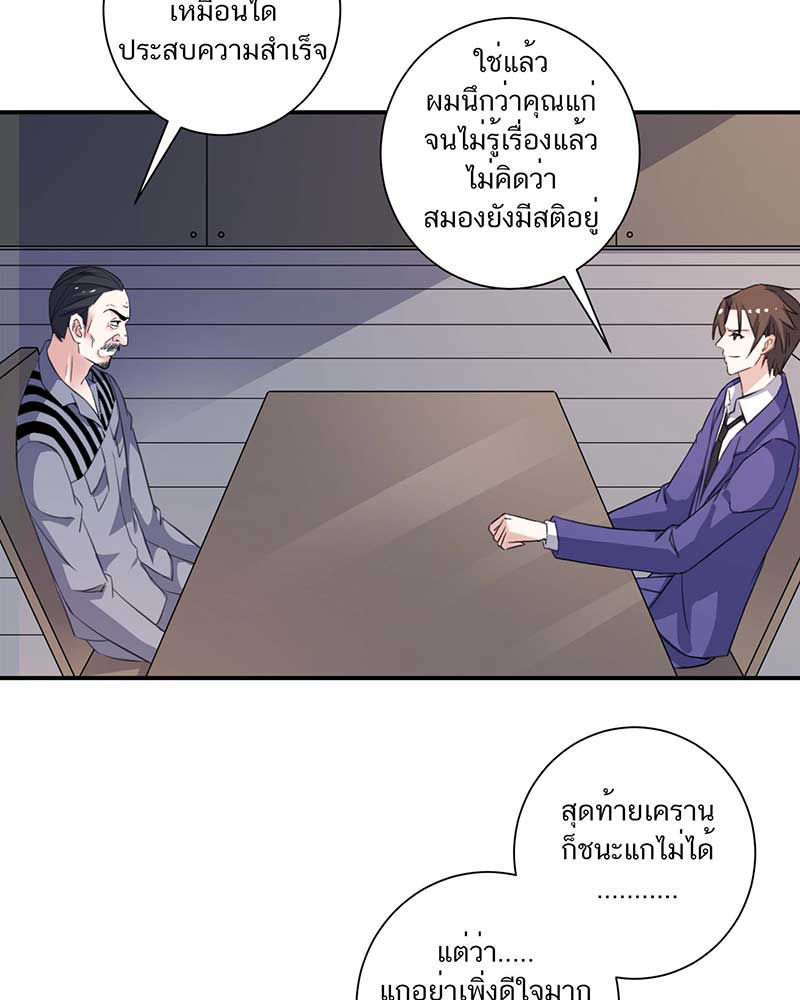 เหมือนใด
ประสบความสำเร็จ
ใช่แล้ว
ผมนึกว่าคุณแก่
จนไม่รู้เรื่องแล้ว
ไม่คิดว่า
สมองยังมีสติอยู่
สุดท้ายเคราน
ก็ชนะแกไม่ได้
...........
แต่ว่า.....
แกอย่าเพิ่งดีใจมาก